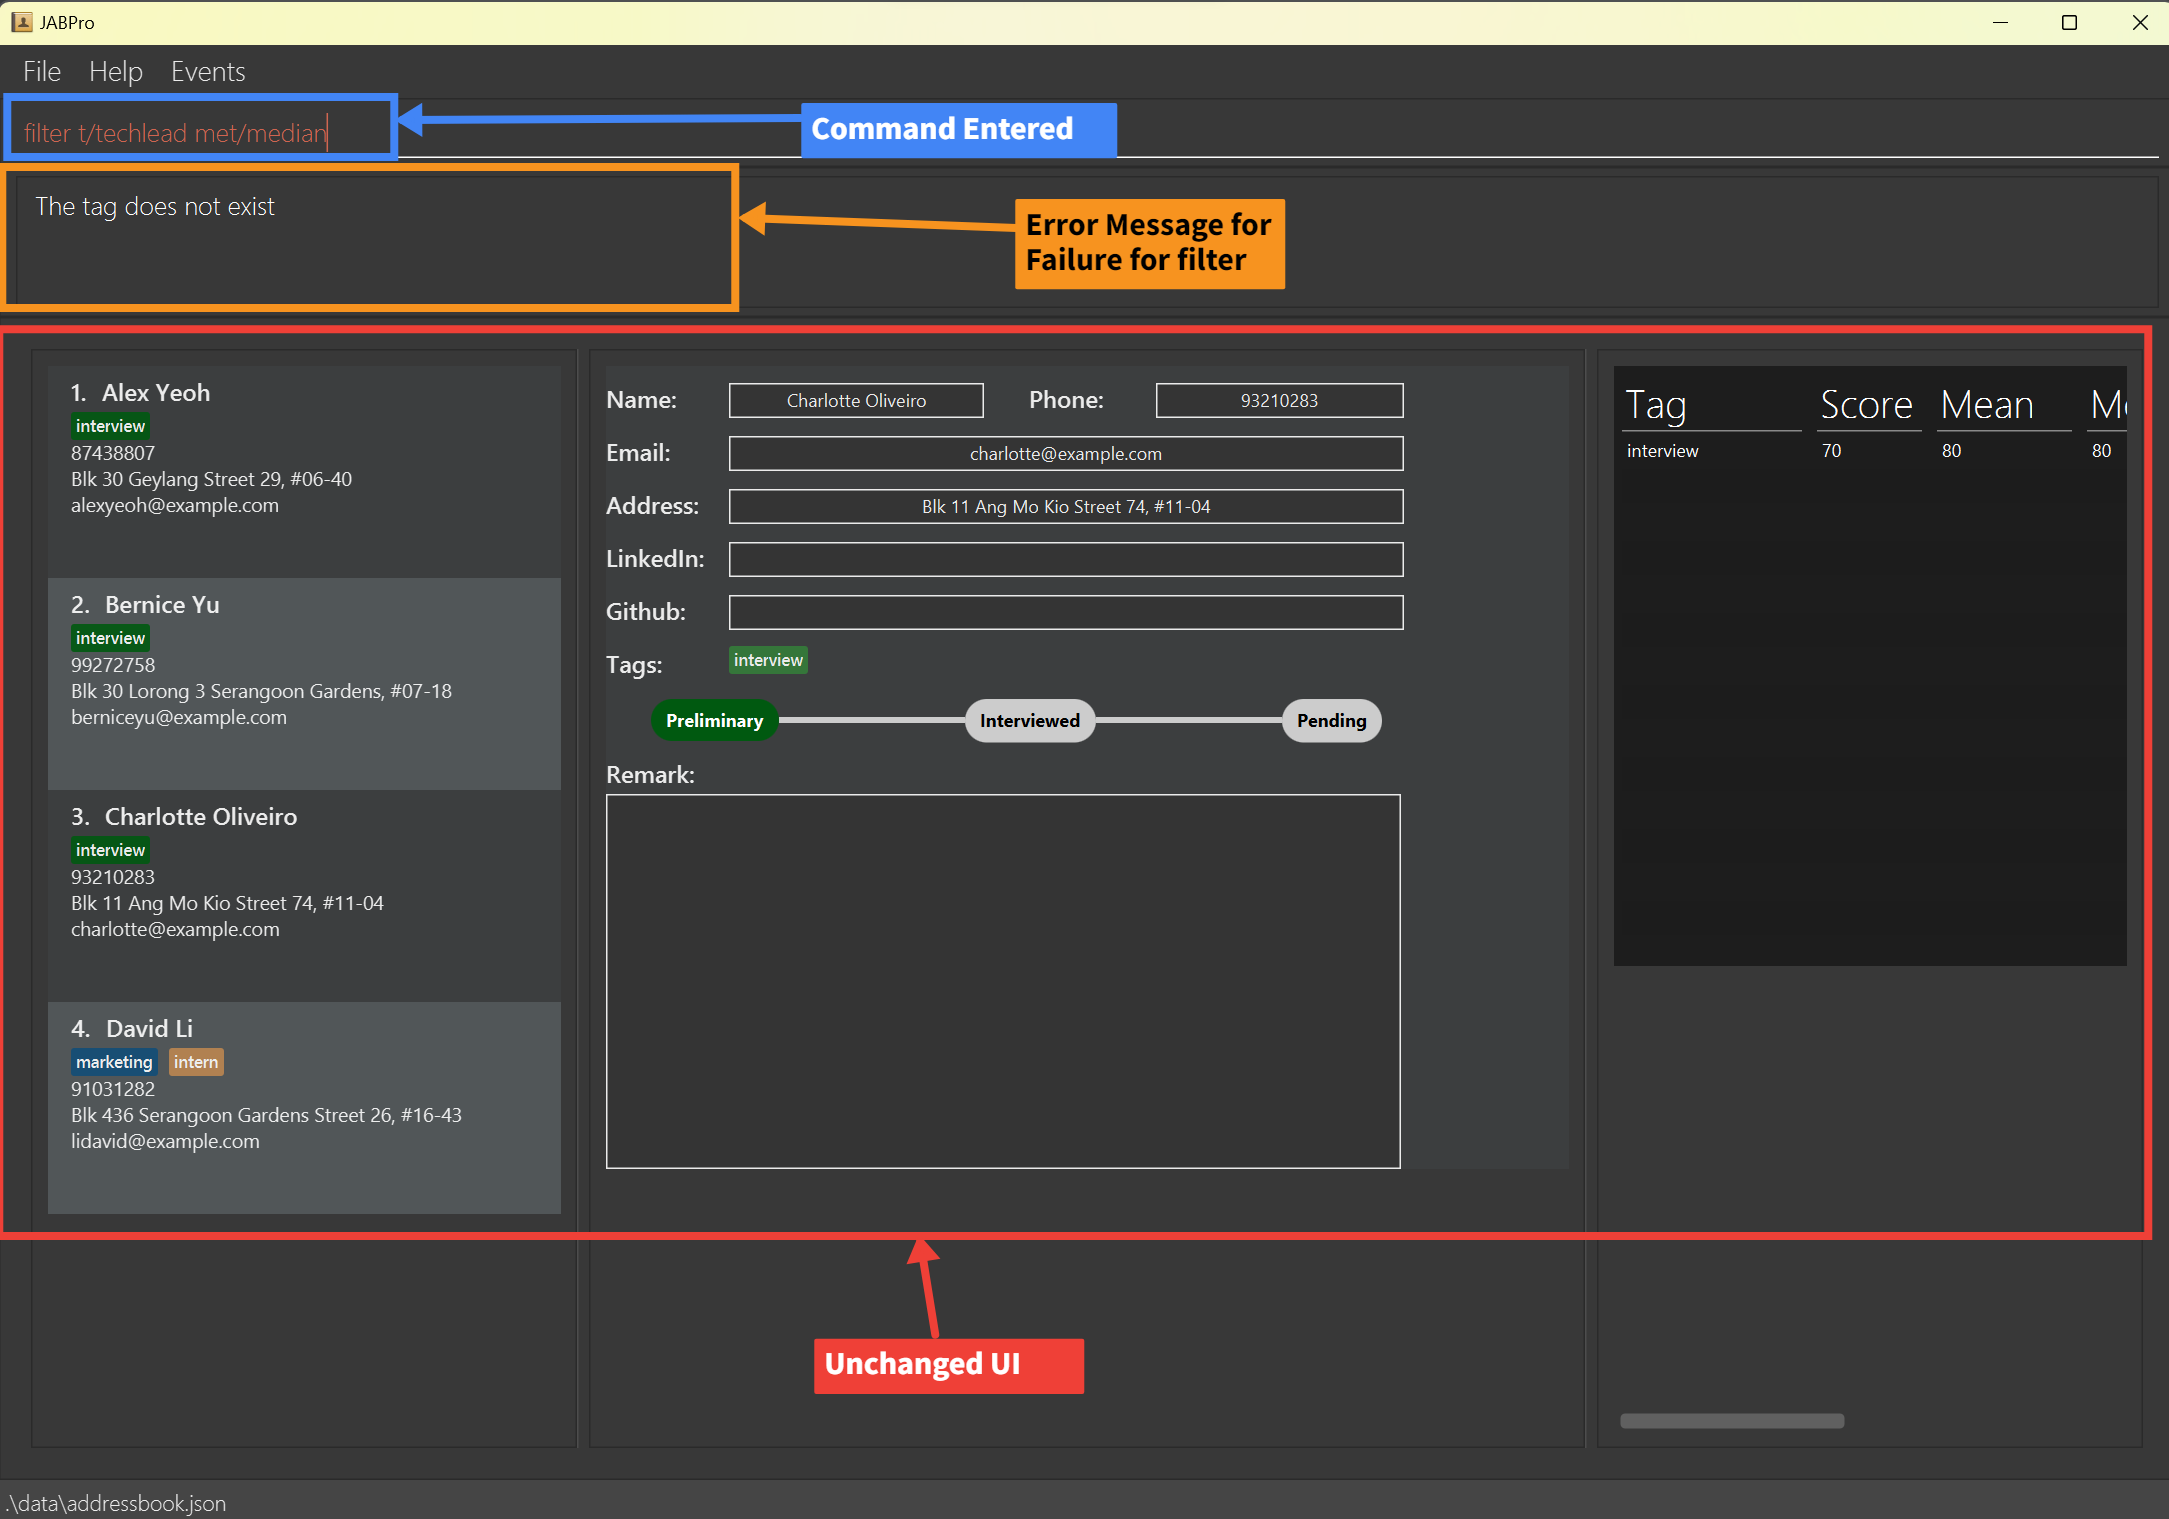 JABPro
File Help Events
filter t/techlead met/median
Command Entered
The tag does not exist
Error Message for
Failure for filter
1. Alex Yeoh
interview
87438807
Blk 30 Geylang Street 29, #06-40
alexyeoh@example.com
2. Bernice Yu
interview
99272758
Blk 30 Lorong 3 Serangoon Gardens, #07-18
berniceyu@example.com
3. Charlotte Oliveiro
interview
93210283
Blk 11 Ang Mo Kio Street 74, #11-04
charlotte@example.com
4. David Li
marketing intern
91031282
Blk 436 Serangoon Gardens Street 26, #16-43
lidavid@example.com
Name: Charlotte Oliveiro Phone: 93210283
Email: charlotte@example.com
Address: Blk 11 Ang Mo Kio Street 74, #11-04
LinkedIn:
Github:
Tags: interview
Preliminary Interviewed Pending
Remark:
Tag Score Mean
interview 70 80 80
Unchanged UI
.\data\addressbook.json